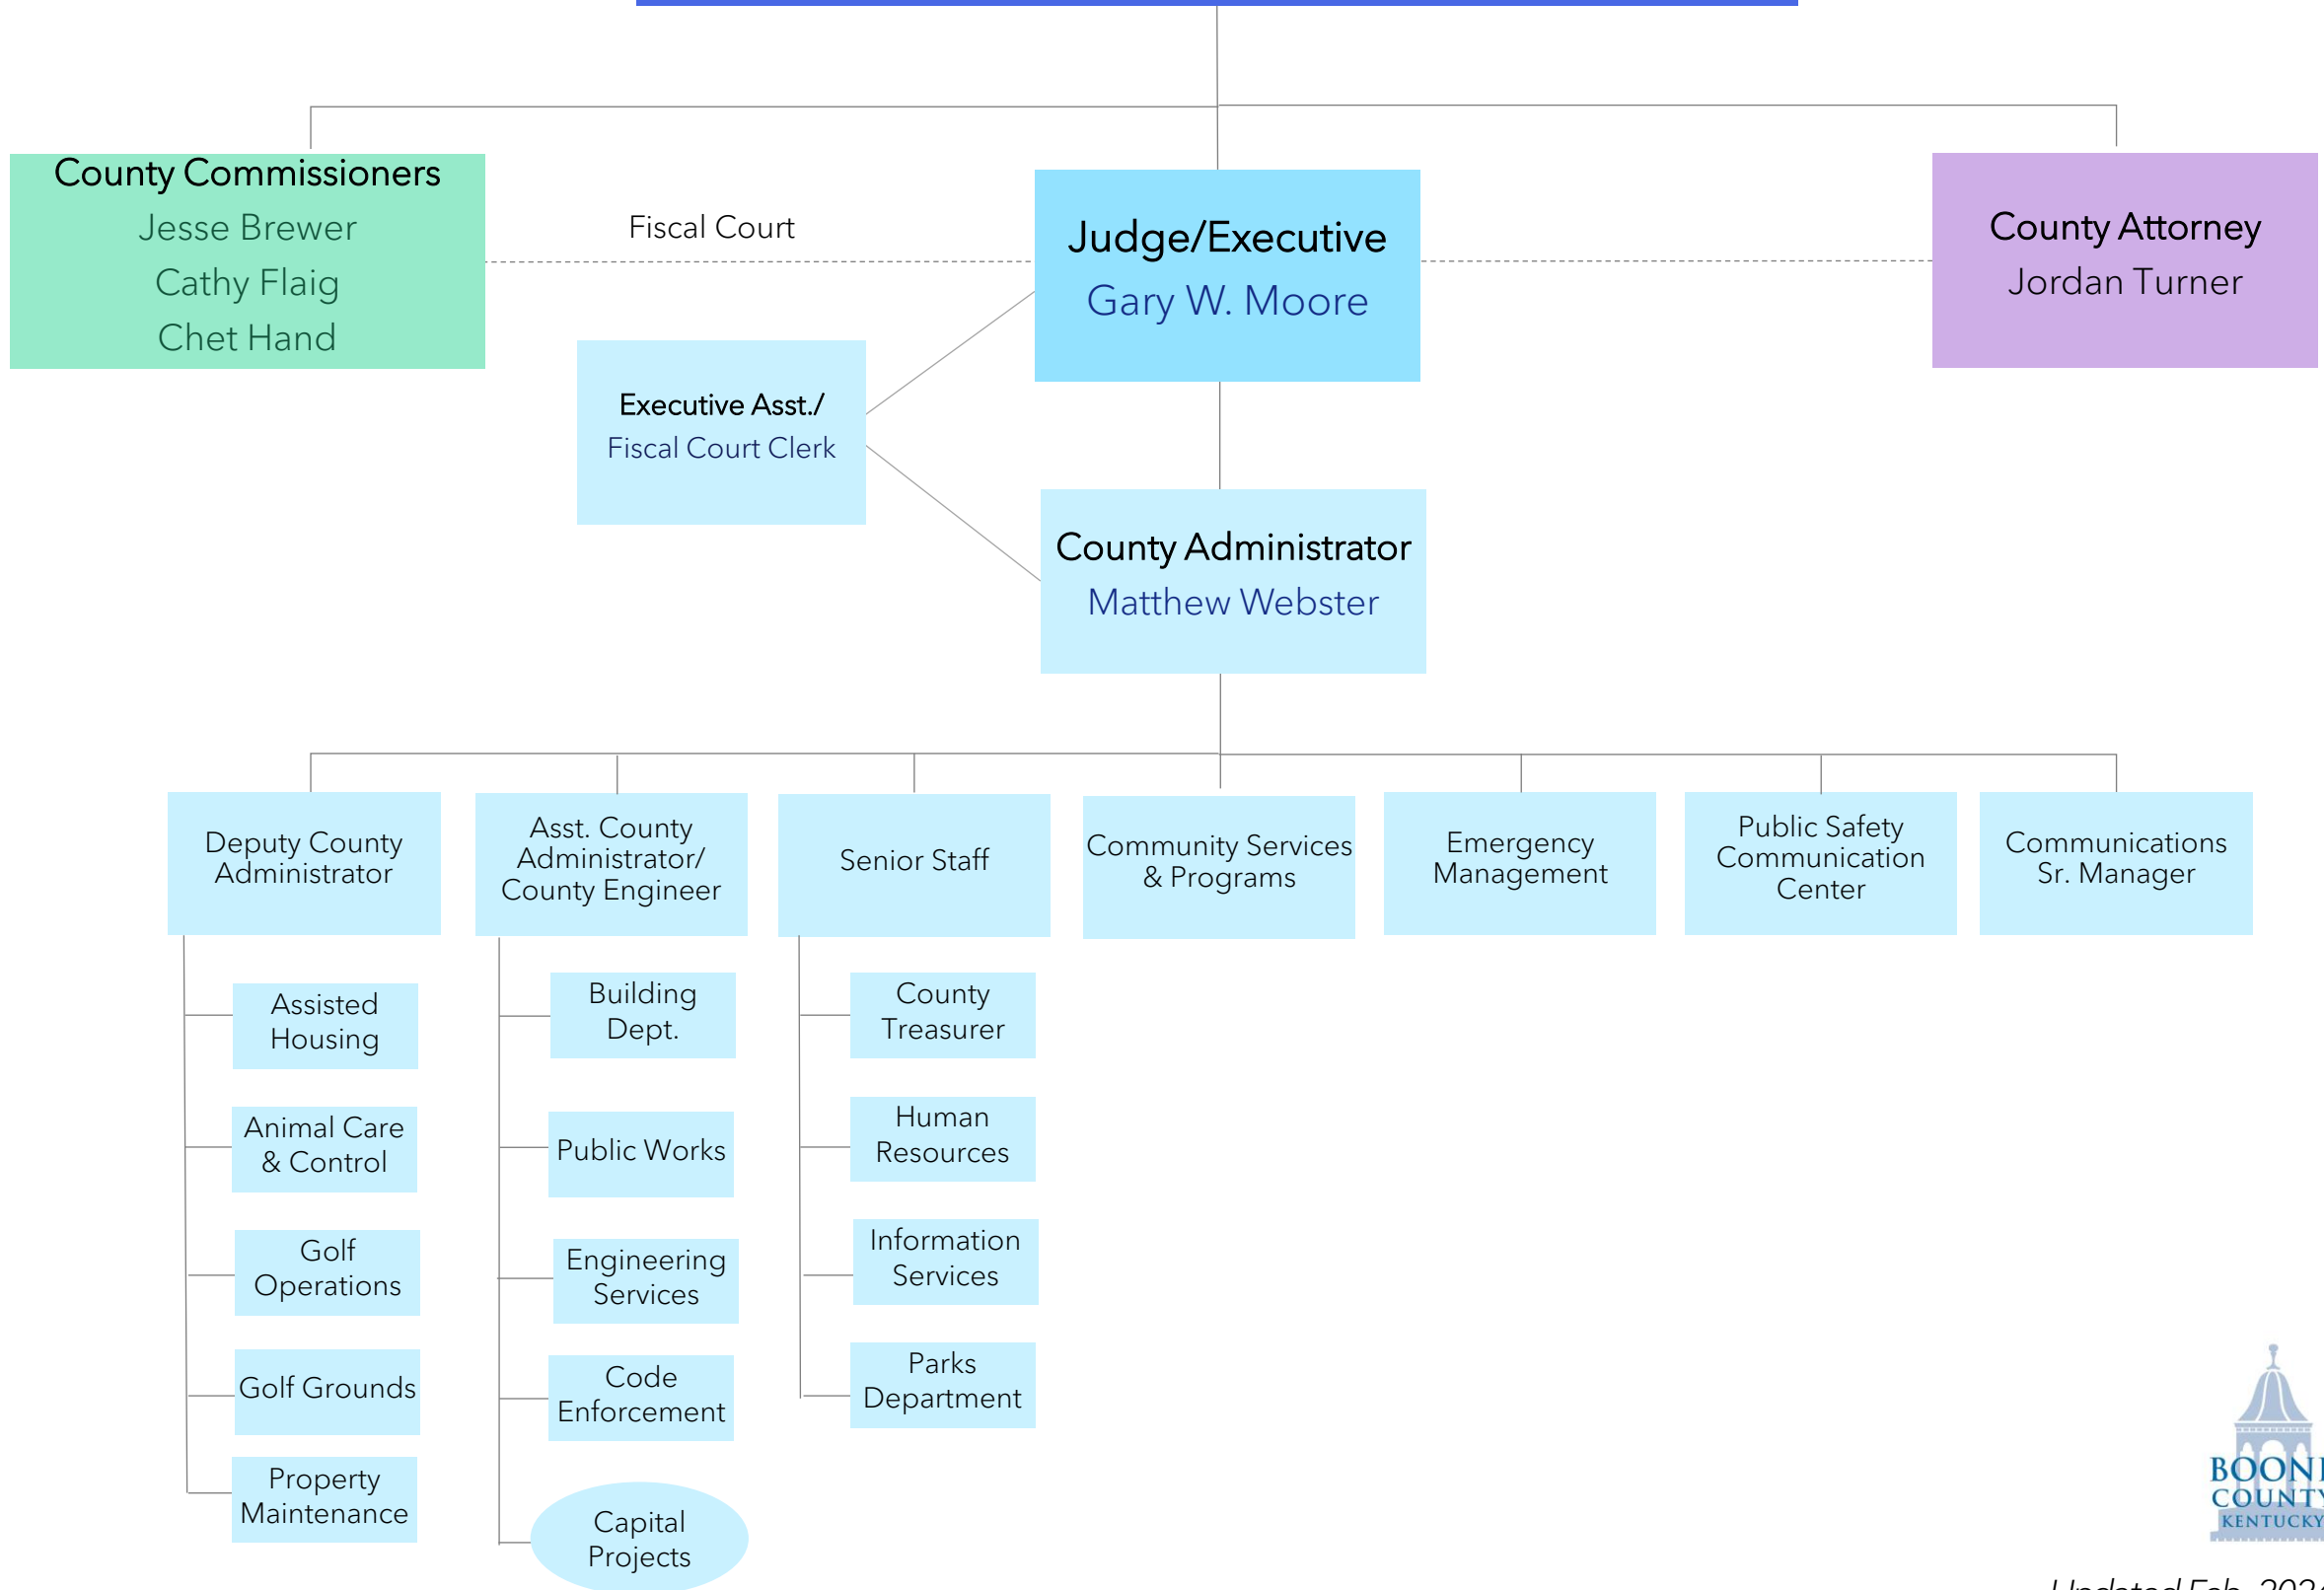 County Commissioners
Jesse Brewer
Cathy Flaig
Chet Hand
Fiscal Court
Judge/Executive
Gary W. Moore
County Attorney
Jordan Turner
Executive Asst./
Fiscal Court Clerk
County Administrator
Matthew Webster
Deputy County
Administrator
Asst. County
Administrator/
County Engineer
Senior Staff
Community Services
& Programs
Emergency
Management
Public Safety
Communication
Center
Communications
Sr. Manager
Assisted
Housing
Animal Care
& Control
Golf
Operations
Golf Grounds
Property
Maintenance
Building
Dept.
Public Works
Engineering
Services
Code
Enforcement
Capital
Projects
County
Treasurer
Human
Resources
Information
Services
Parks
Department
COUNTY
KENTUCKY
Updated Feb.